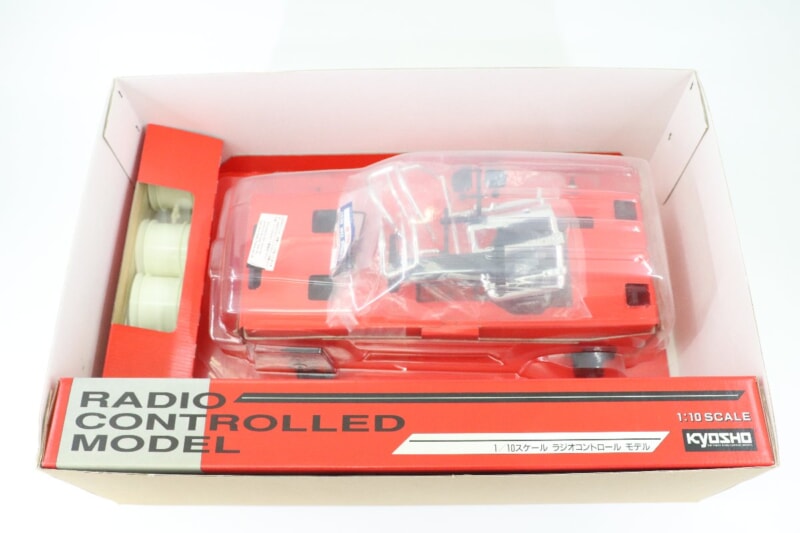 RADIO
CONTROLLED
MODEL
1/10スケール ラジオコントロール モデル
1:10 SCALE
KYOSHO